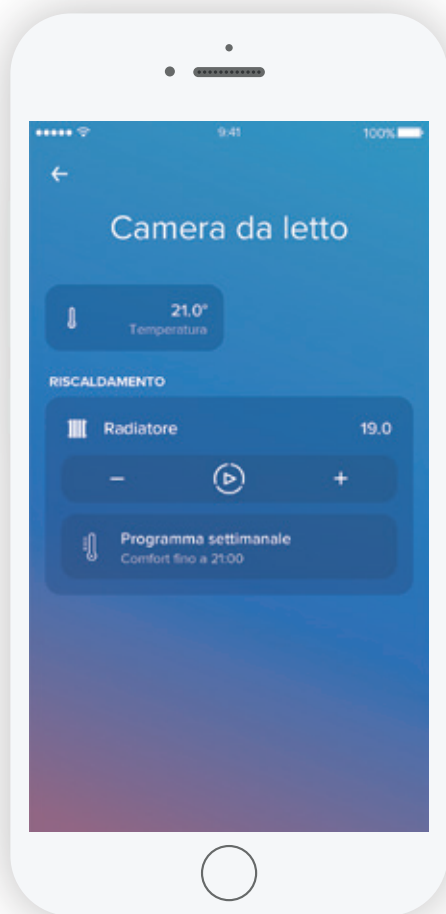 9:41
100%
Camera da letto
21.0°
Temperatura
RISCALDAMENTO
Radiatore
19.0
Programma settimanale
Comfort fino a 21:00